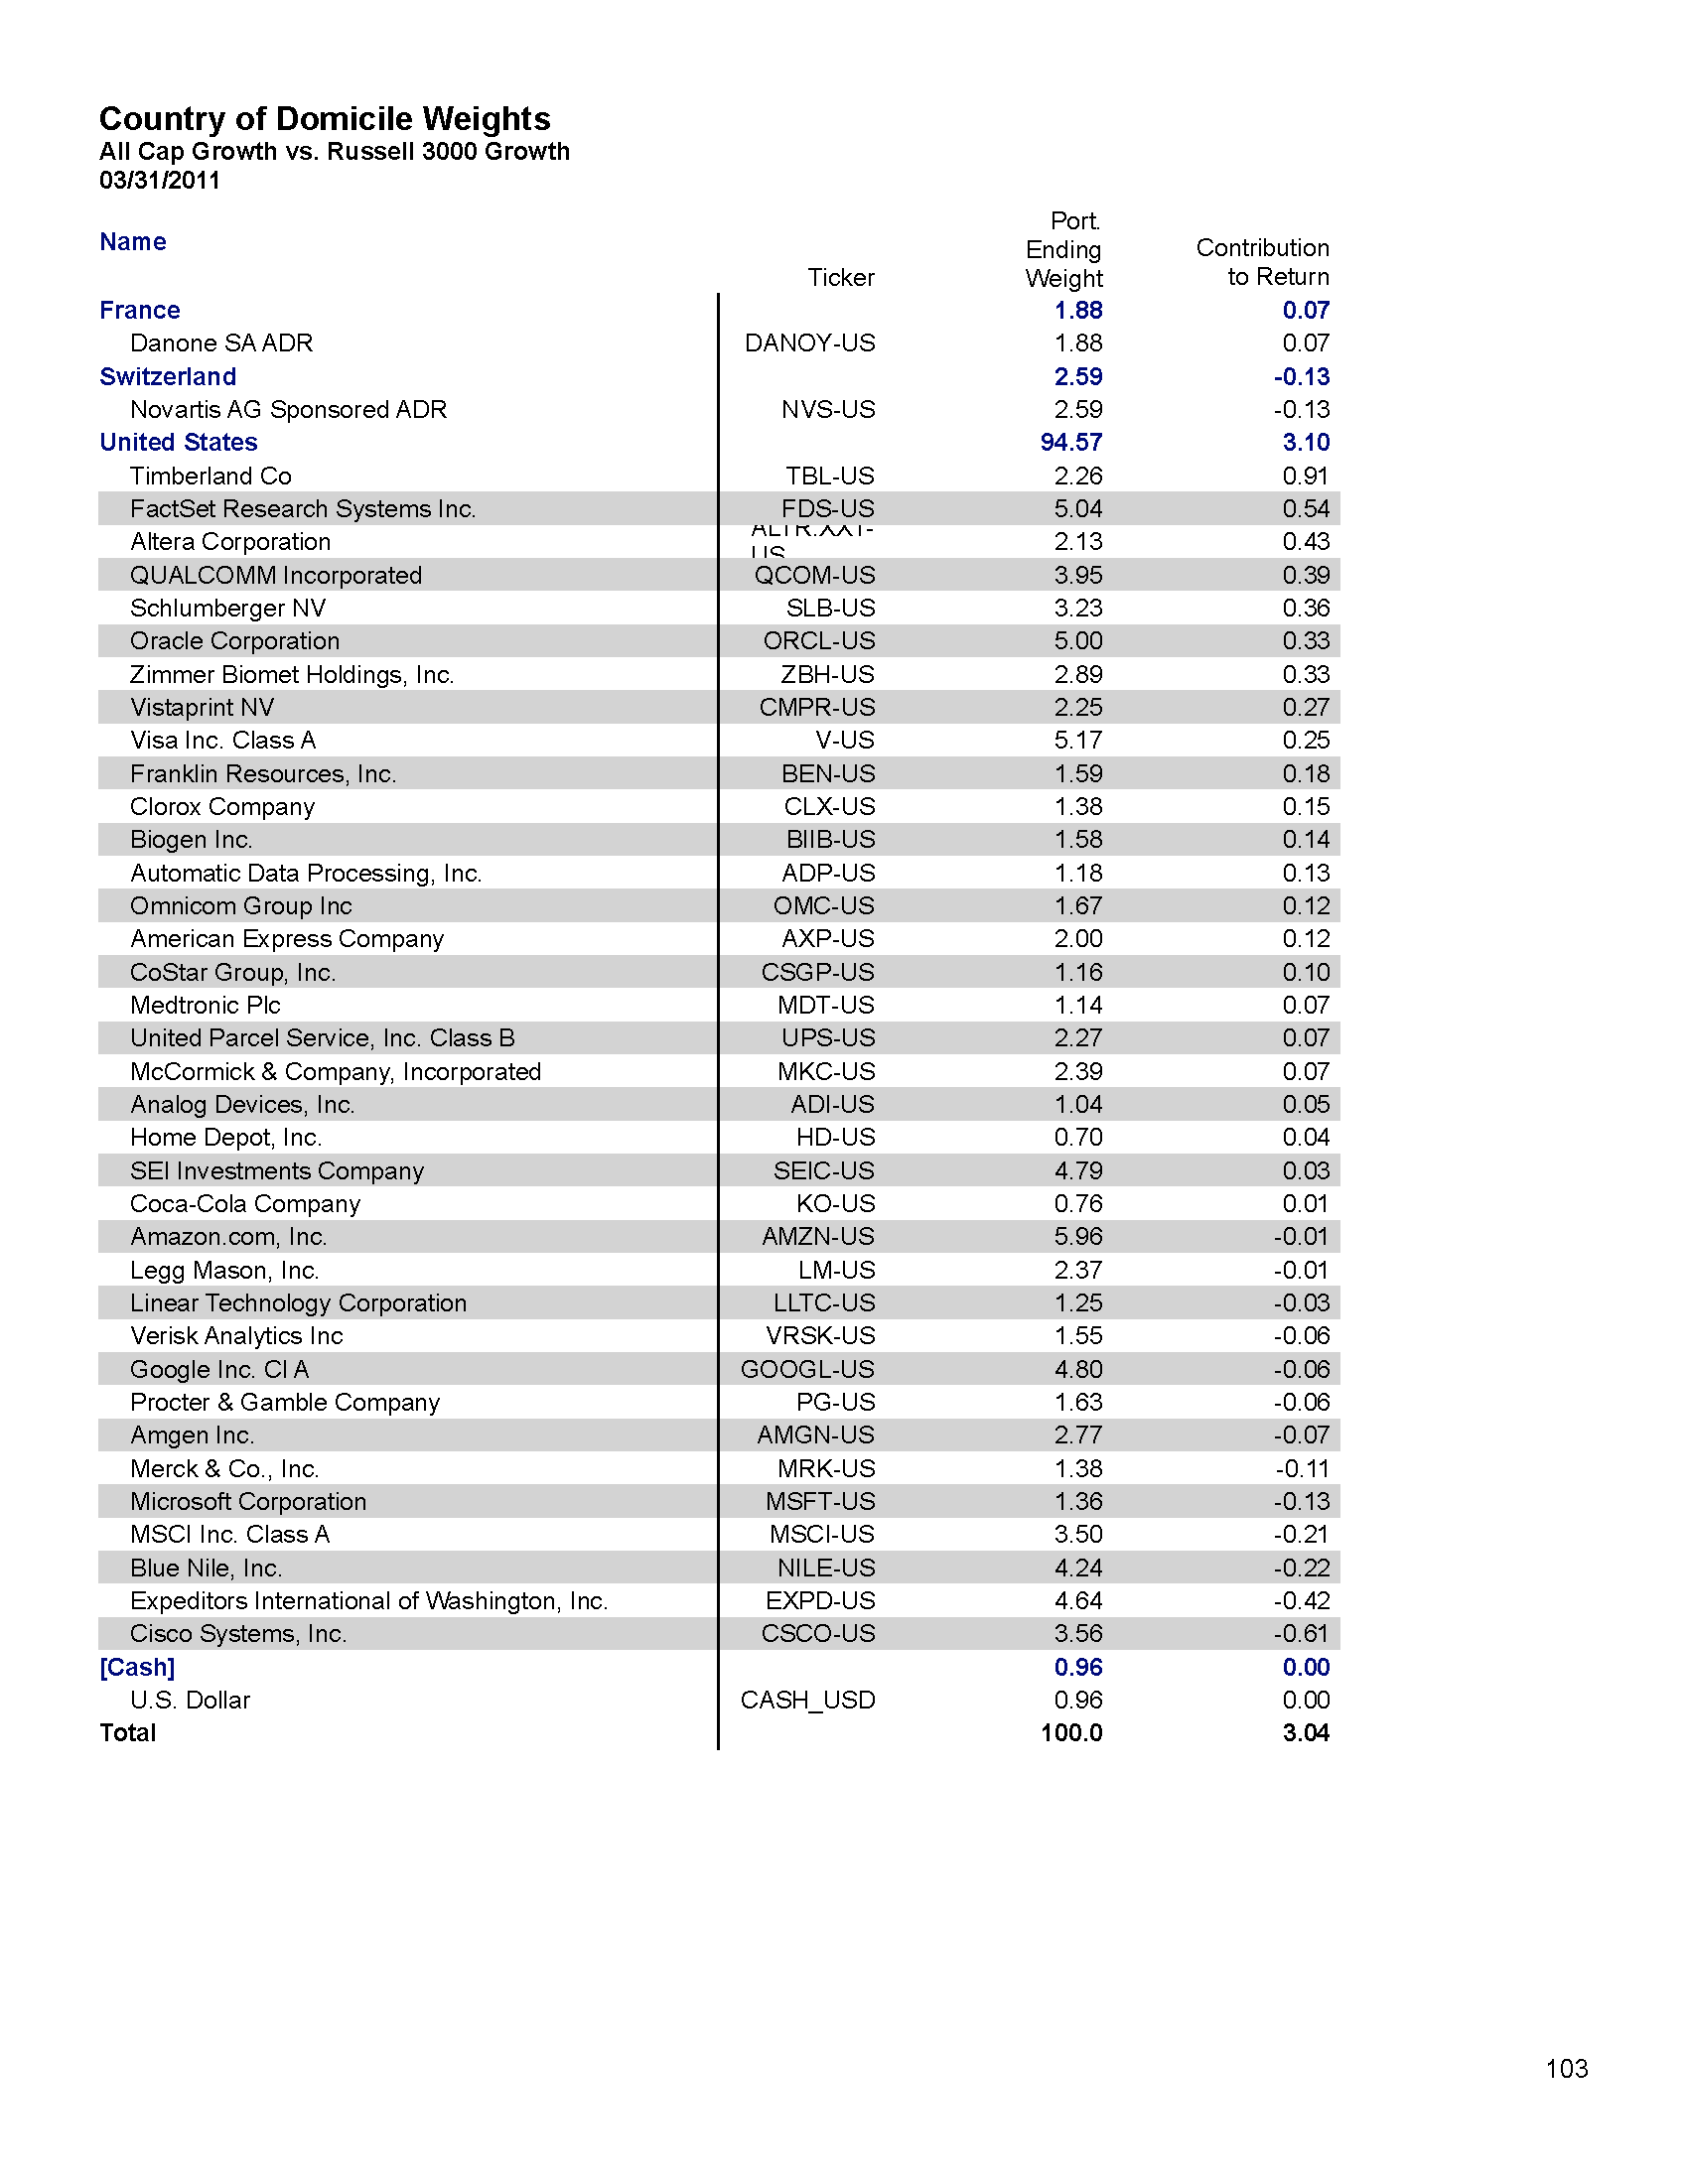 Country of Domicile Weights
All Cap Growth vs. Russell 3000 Growth
03/31/2011
Name Ticker Port. Ending Weight Contribution to Return
France 1.88 0.07
Danone SA ADR DANOY-US 1.88 0.07
Switzerland 2.59 -0.13
Novartis AG Sponsored ADR NVS-US 2.59 -0.13
United States 94.57 3.10
Timberland Co TBL-US 2.26 0.91
FactSet Research Systems Inc. FDS-US 5.04 0.54
Altera Corporation ALTR.XX1-US 2.13 0.43
QUALCOMM Incorporated QCOM-US 3.95 0.39
Schlumberger NV SLB-US 3.23 0.36
Oracle Corporation ORCL-US 5.00 0.33
Zimmer Biomet Holdings, Inc. ZBH-US 2.89 0.33
Vistaprint NV CMPR-US 2.25 0.27
Visa Inc. Class A V-US 5.17 0.25
Franklin Resources, Inc. BEN-US 1.59 0.18
Clorox Company CLX-US 1.38 0.15
Biogen Inc. BIIB-US 1.58 0.14
Automatic Data Processing, Inc. ADP-US 1.18 0.13
Omnicom Group Inc OMC-US 1.67 0.12
American Express Company AXP-US 2.00 0.12
CoStar Group, Inc. CSGP-US 1.16 0.10
Medtronic Plc MDT-US 1.14 0.07
United Parcel Service, Inc. Class B UPS-US 2.27 0.07
McCormick & Company, Incorporated MKC-US 2.39 0.07
Analog Devices, Inc. ADI-US 1.04 0.05
Home Depot, Inc. HD-US 0.70 0.04
SEI Investments Company SEIC-US 4.79 0.03
Coca-Cola Company KO-US 0.76 0.01
Amazon.com, Inc. AMZN-US 5.96 -0.01
Legg Mason, Inc. LM-US 2.37 -0.01
Linear Technology Corporation LLTC-US 1.25 -0.03
Verisk Analytics Inc VRSK-US 1.55 -0.06
Google Inc. Cl A GOOGL-US 4.80 -0.06
Procter & Gamble Company PG-US 1.63 -0.06
Amgen Inc. AMGN-US 2.77 -0.07
Merck & Co., Inc. MRK-US 1.38 -0.11
Microsoft Corporation MSFT-US 1.36 -0.13
MSCI Inc. Class A MSCI-US 3.50 -0.21
Blue Nile, Inc. NILE-US 4.24 -0.22
Expeditors International of Washington, Inc. EXPD-US 4.64 -0.42
Cisco Systems, Inc. CSCO-US 3.56 -0.61
[Cash] 0.96 0.00
U.S. Dollar CASH_USD 0.96 0.00
Total 100.0 3.04
103